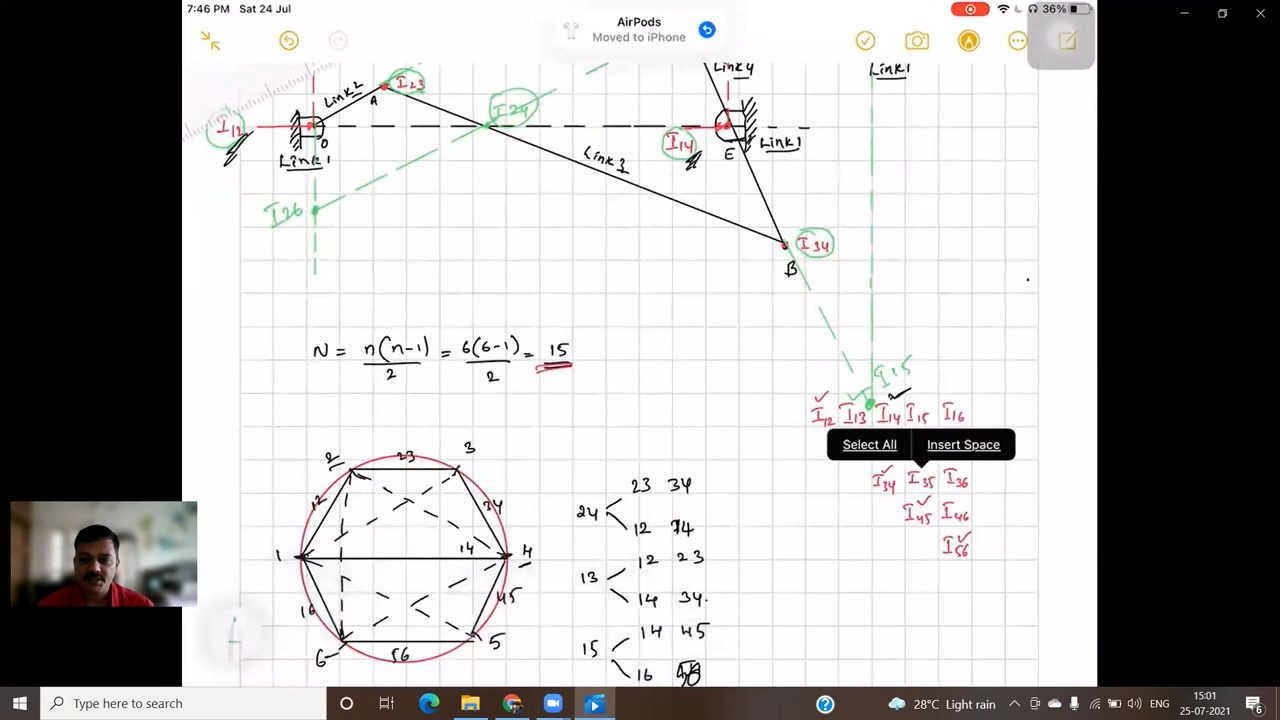 7:46 PM Sat 24 Jul
AirPods
Moved to iPhone
36%
Link 4
Link 1
I23
Link 2
A
I24
I12
O
I14
E
Link 1
Link 1
Link 3
I26
I34
B
N = n(n-1)/2 = 6(6-1)/2 = 15
I15
I12 I13 I14 I15 I16
Select All
Insert Space
I34 I35 I36
I45 I46
I56
2
23
3
12
34
1
14
4
16
45
6
56
5
24
23 34
12 14
13
12 23
14 34
15
14 45
16
Type here to search
28°C Light rain
ENG
15:01
25-07-2021
6